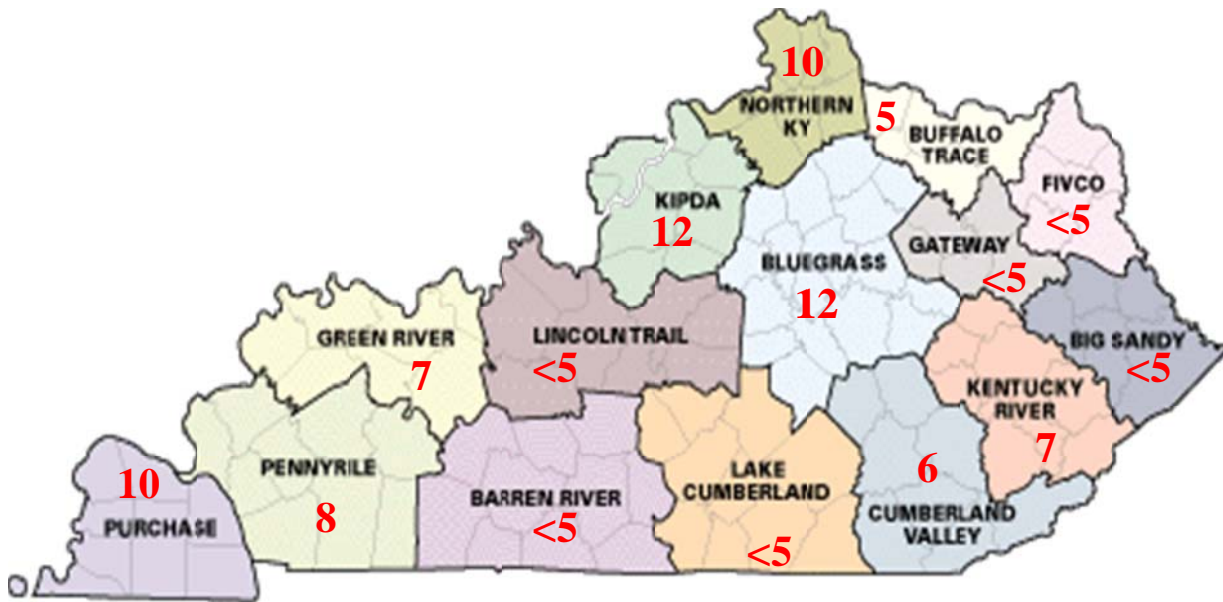 10
NORTHERN
KY
5
BUFFALO
TRACE
FIVCO
<5
KIPDA
12
GATEWAY
<5
BLUEGRASS
12
GREEN RIVER
7
LINCOLN TRAIL
<5
BIG SANDY
<5
KENTUCKY
RIVER
7
PENNYRILE
8
10
PURCHASE
BARREN RIVER
<5
LAKE
CUMBERLAND
<5
6
CUMBERLAND
VALLEY